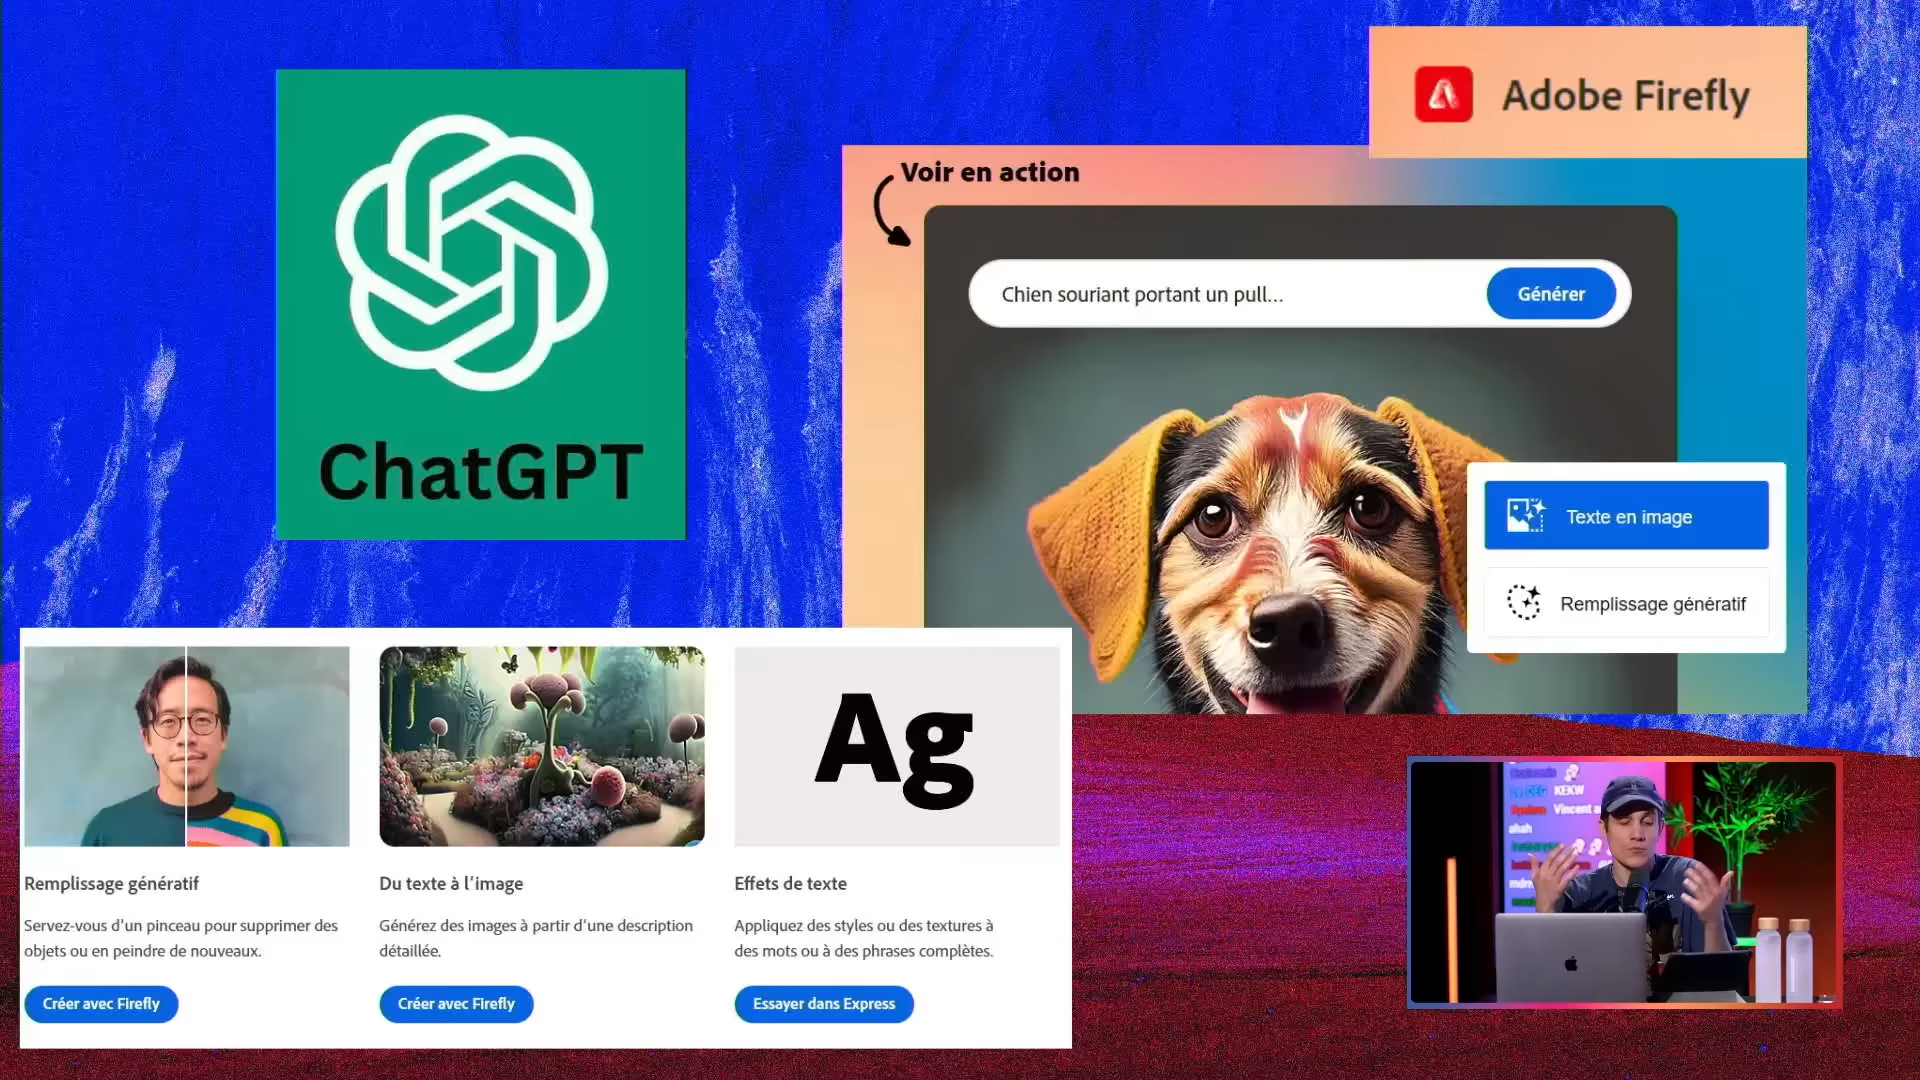 Adobe Firefly
ChatGPT
Voir en action
Chien souriant portant un pull...
Générer
Texte en image
Remplissage génératif
Ag
Remplissage génératif
Servez-vous d'un pinceau pour supprimer des
objets ou en peindre de nouveaux.
Créer avec Firefly
Du texte à l'image
Générez des images à partir d'une description
détaillée.
Créer avec Firefly
Effets de texte
Appliquez des styles ou des textures à
des mots ou à des phrases complètes.
Essayer dans Express
KEKW
Vincent a
ahah